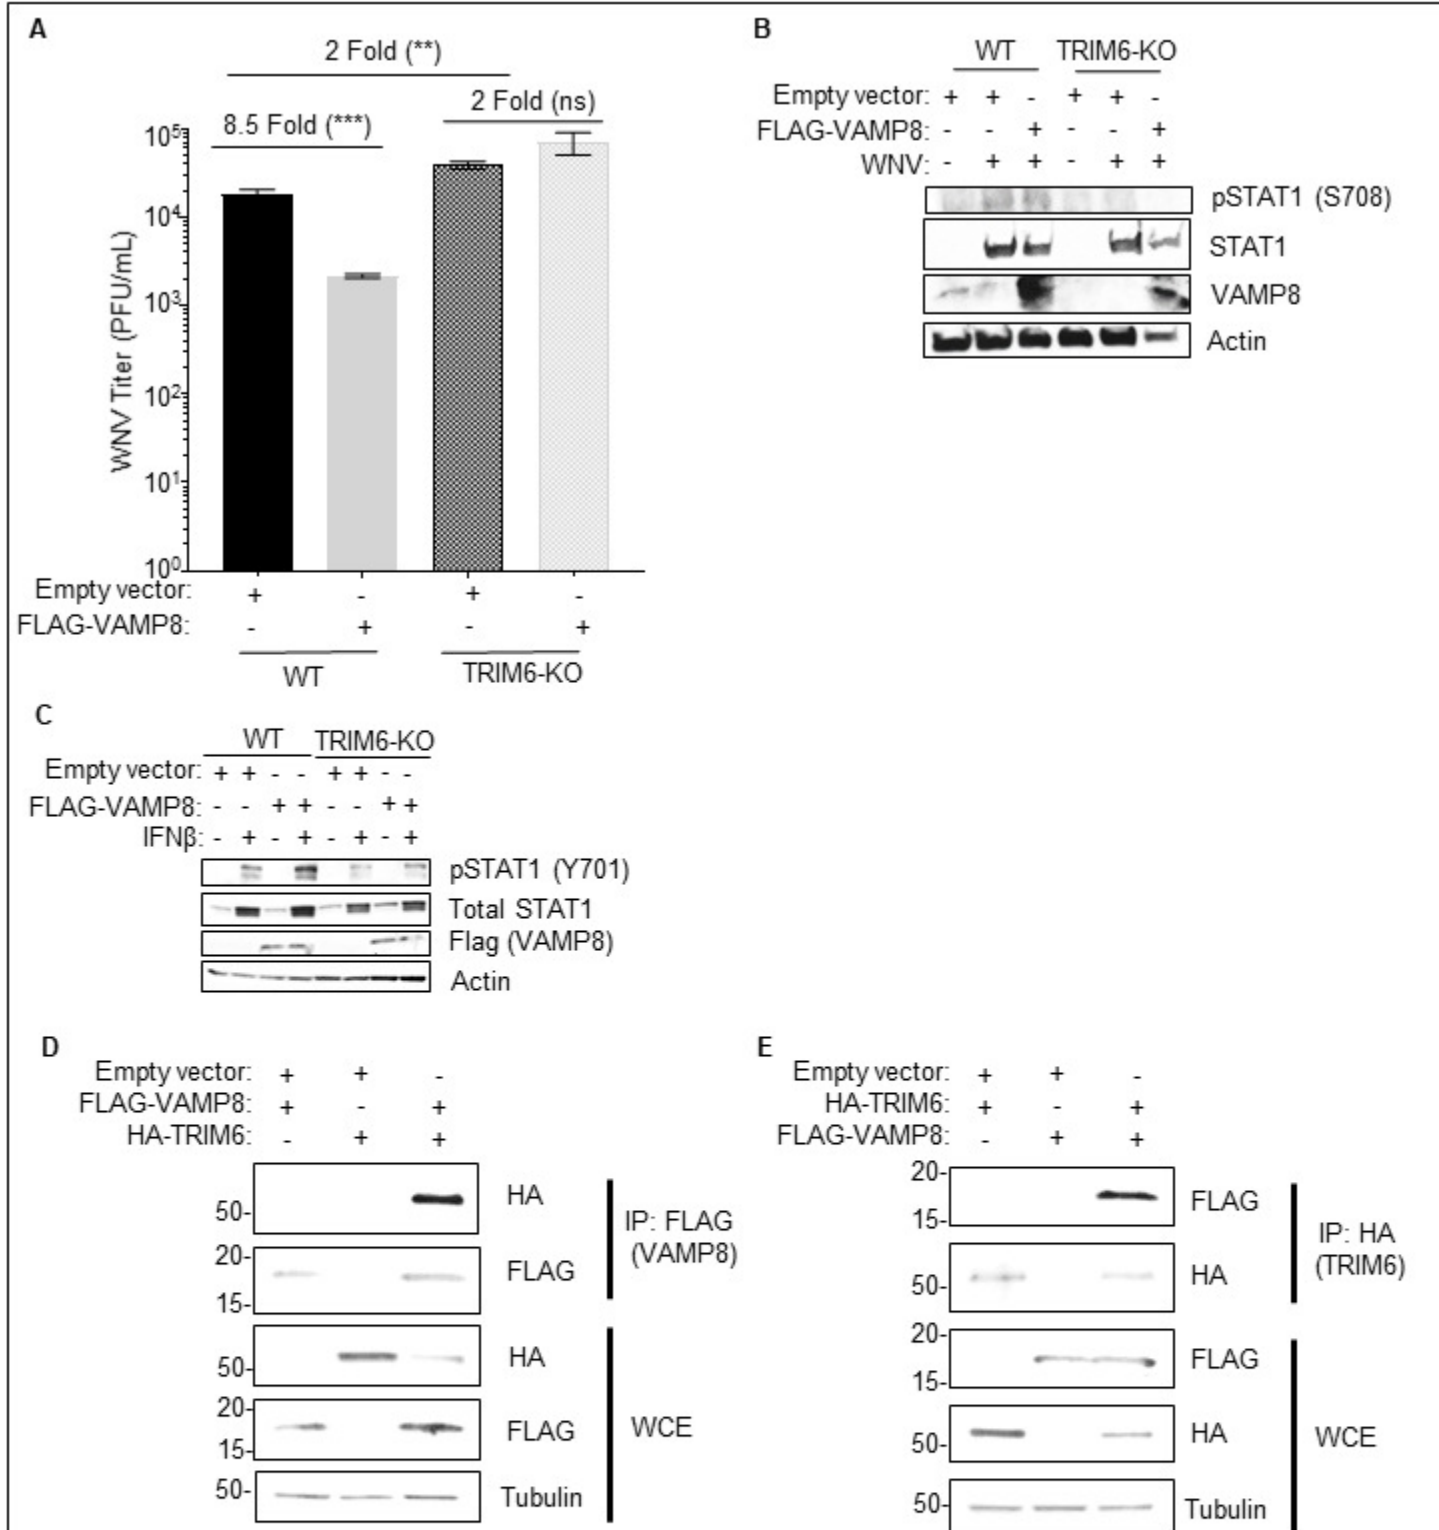 A
2 Fold (**)
8.5 Fold (***)
2 Fold (ns)
WNV Titer (PFU/mL)
10⁵
10⁴
10³
10²
10¹
10⁰
Empty vector: + - + -
FLAG-VAMP8: - + - +
WT TRIM6-KO
B
WT TRIM6-KO
Empty vector: + + - + + -
FLAG-VAMP8: - - + - - +
WNV: - + + - + +
pSTAT1 (S708)
STAT1
VAMP8
Actin
C
WT TRIM6-KO
Empty vector: + + - - + + - -
FLAG-VAMP8: - - + + - - + +
IFNβ: - + - + - + - +
pSTAT1 (Y701)
Total STAT1
Flag (VAMP8)
Actin
D
Empty vector: + + -
FLAG-VAMP8: + - +
HA-TRIM6: - + +
50- HA
20-
15- FLAG
IP: FLAG
(VAMP8)
50- HA
20-
15- FLAG
50- Tubulin
WCE
E
Empty vector: + + -
HA-TRIM6: + - +
FLAG-VAMP8: - + +
20-
15- FLAG
50- HA
IP: HA
(TRIM6)
20-
15- FLAG
50- HA
50- Tubulin
WCE